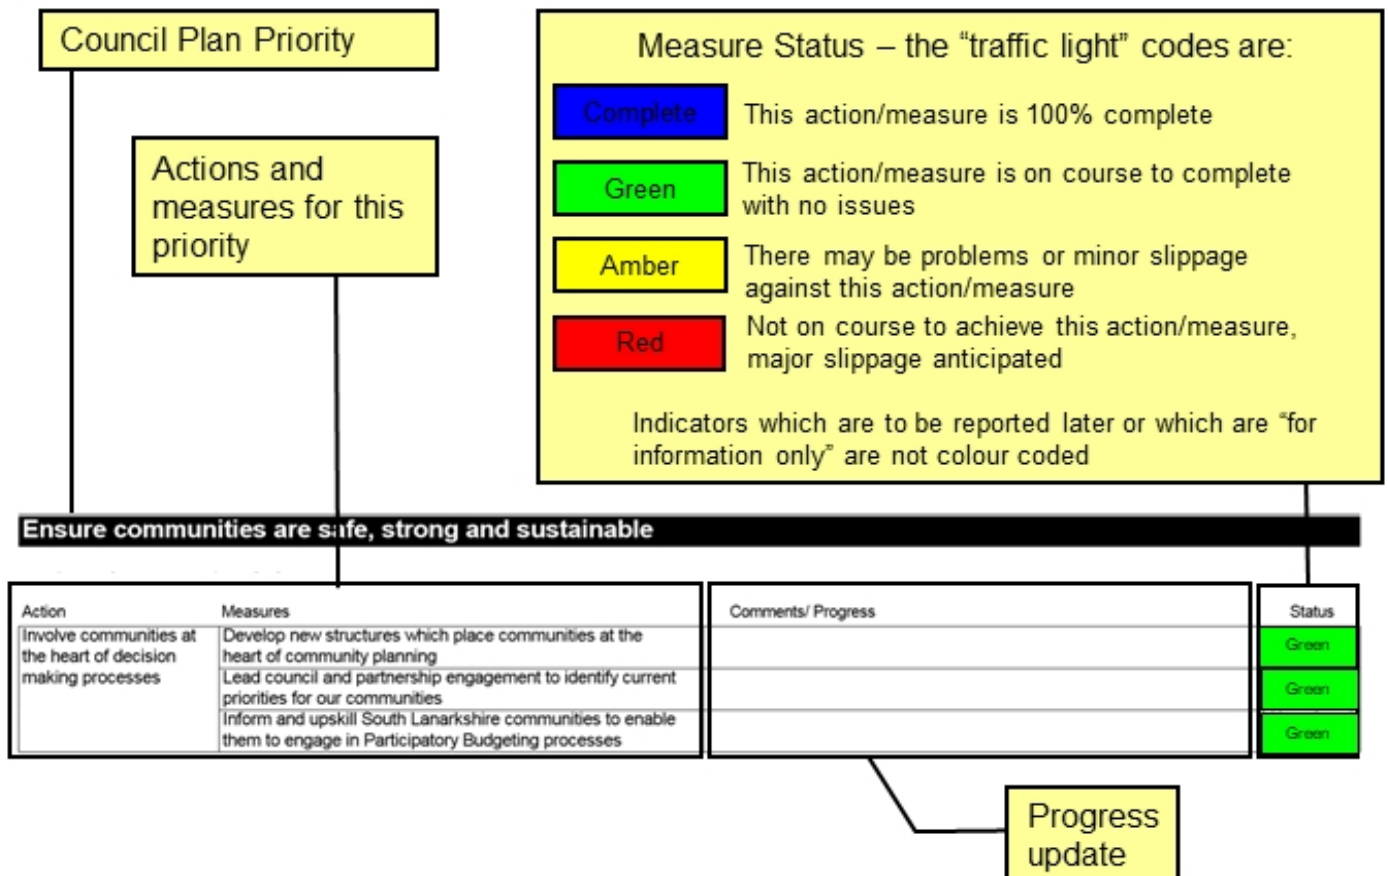 Council Plan Priority
Measure Status – the “traffic light” codes are:
Complete
This action/measure is 100% complete
Actions and
measures for this
priority
Green
This action/measure is on course to complete
with no issues
Amber
There may be problems or minor slippage
against this action/measure
Red
Not on course to achieve this action/measure,
major slippage anticipated
Indicators which are to be reported later or which are “for
information only” are not colour coded
Ensure communities are safe, strong and sustainable
Action
Measures
Comments/ Progress
Status
Involve communities at
the heart of decision
making processes
Develop new structures which place communities at the
heart of community planning
Green
Lead council and partnership engagement to identify current
priorities for our communities
Green
Inform and upskill South Lanarkshire communities to enable
them to engage in Participatory Budgeting processes
Green
Progress
update